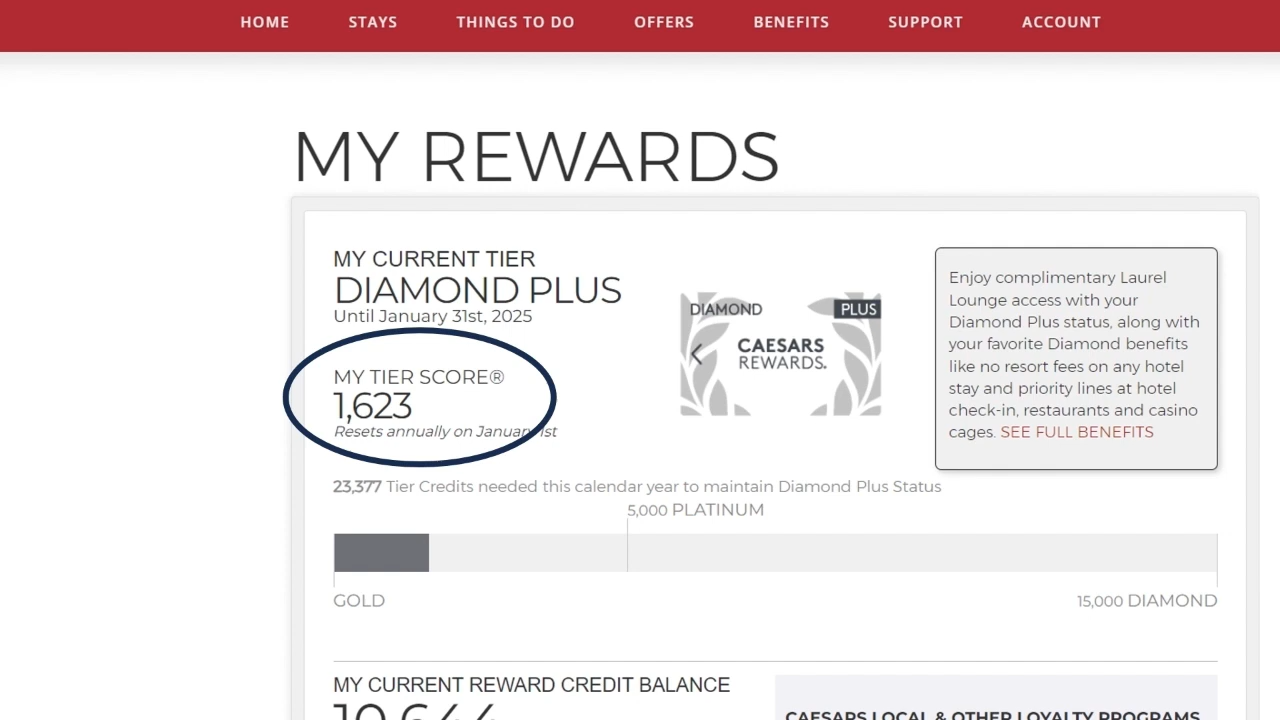 HOME STAYS THINGS TO DO OFFERS BENEFITS SUPPORT ACCOUNT
MY REWARDS
MY CURRENT TIER
DIAMOND PLUS
Until January 31st, 2025
MY TIER SCORE®
1,623
Resets annually on January 1st
DIAMOND PLUS
CAESARS
REWARDS.
Enjoy complimentary Laurel
Lounge access with your
Diamond Plus status, along with
your favorite Diamond benefits
like no resort fees on any hotel
stay and priority lines at hotel
check-in, restaurants and casino
cages. SEE FULL BENEFITS
23,377 Tier Credits needed this calendar year to maintain Diamond Plus Status
5,000 PLATINUM
GOLD
15,000 DIAMOND
MY CURRENT REWARD CREDIT BALANCE
10,644
CAESARS LOCAL & OTHER LOYALTY PROGRAMS